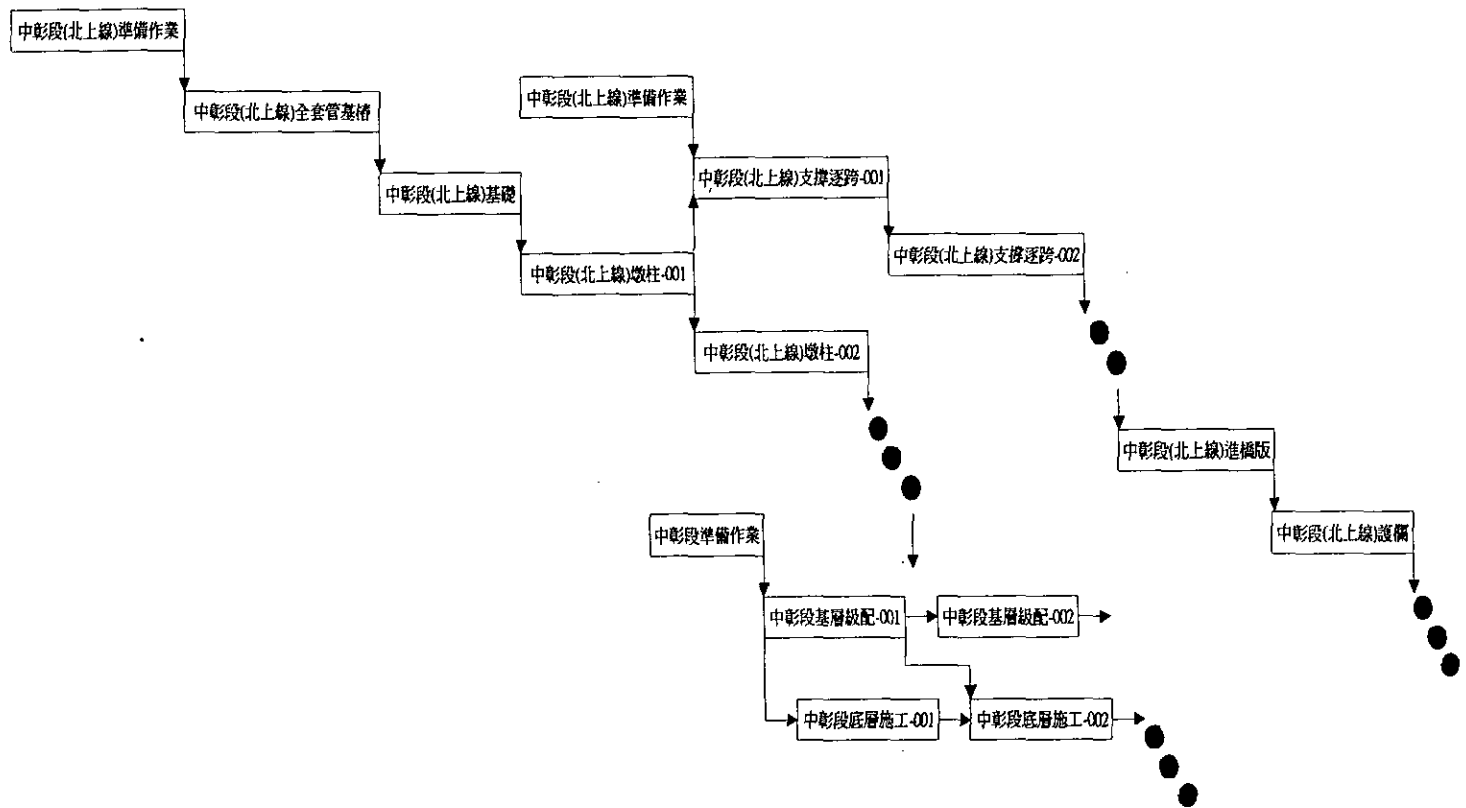 中彰段(北上線)準備作業
中彰段(北上線)全套管基樁
中彰段(北上線)準備作業
中彰段(北上線)支撐逐跨-001
中彰段(北上線)基礎
中彰段(北上線)支撐逐跨-002
中彰段(北上線)墩柱-001
中彰段(北上線)墩柱-002
中彰段(北上線)進橋版
中彰段準備作業
中彰段(北上線)護欄
中彰段基層級配-001
中彰段基層級配-002
中彰段底層施工-001
中彰段底層施工-002